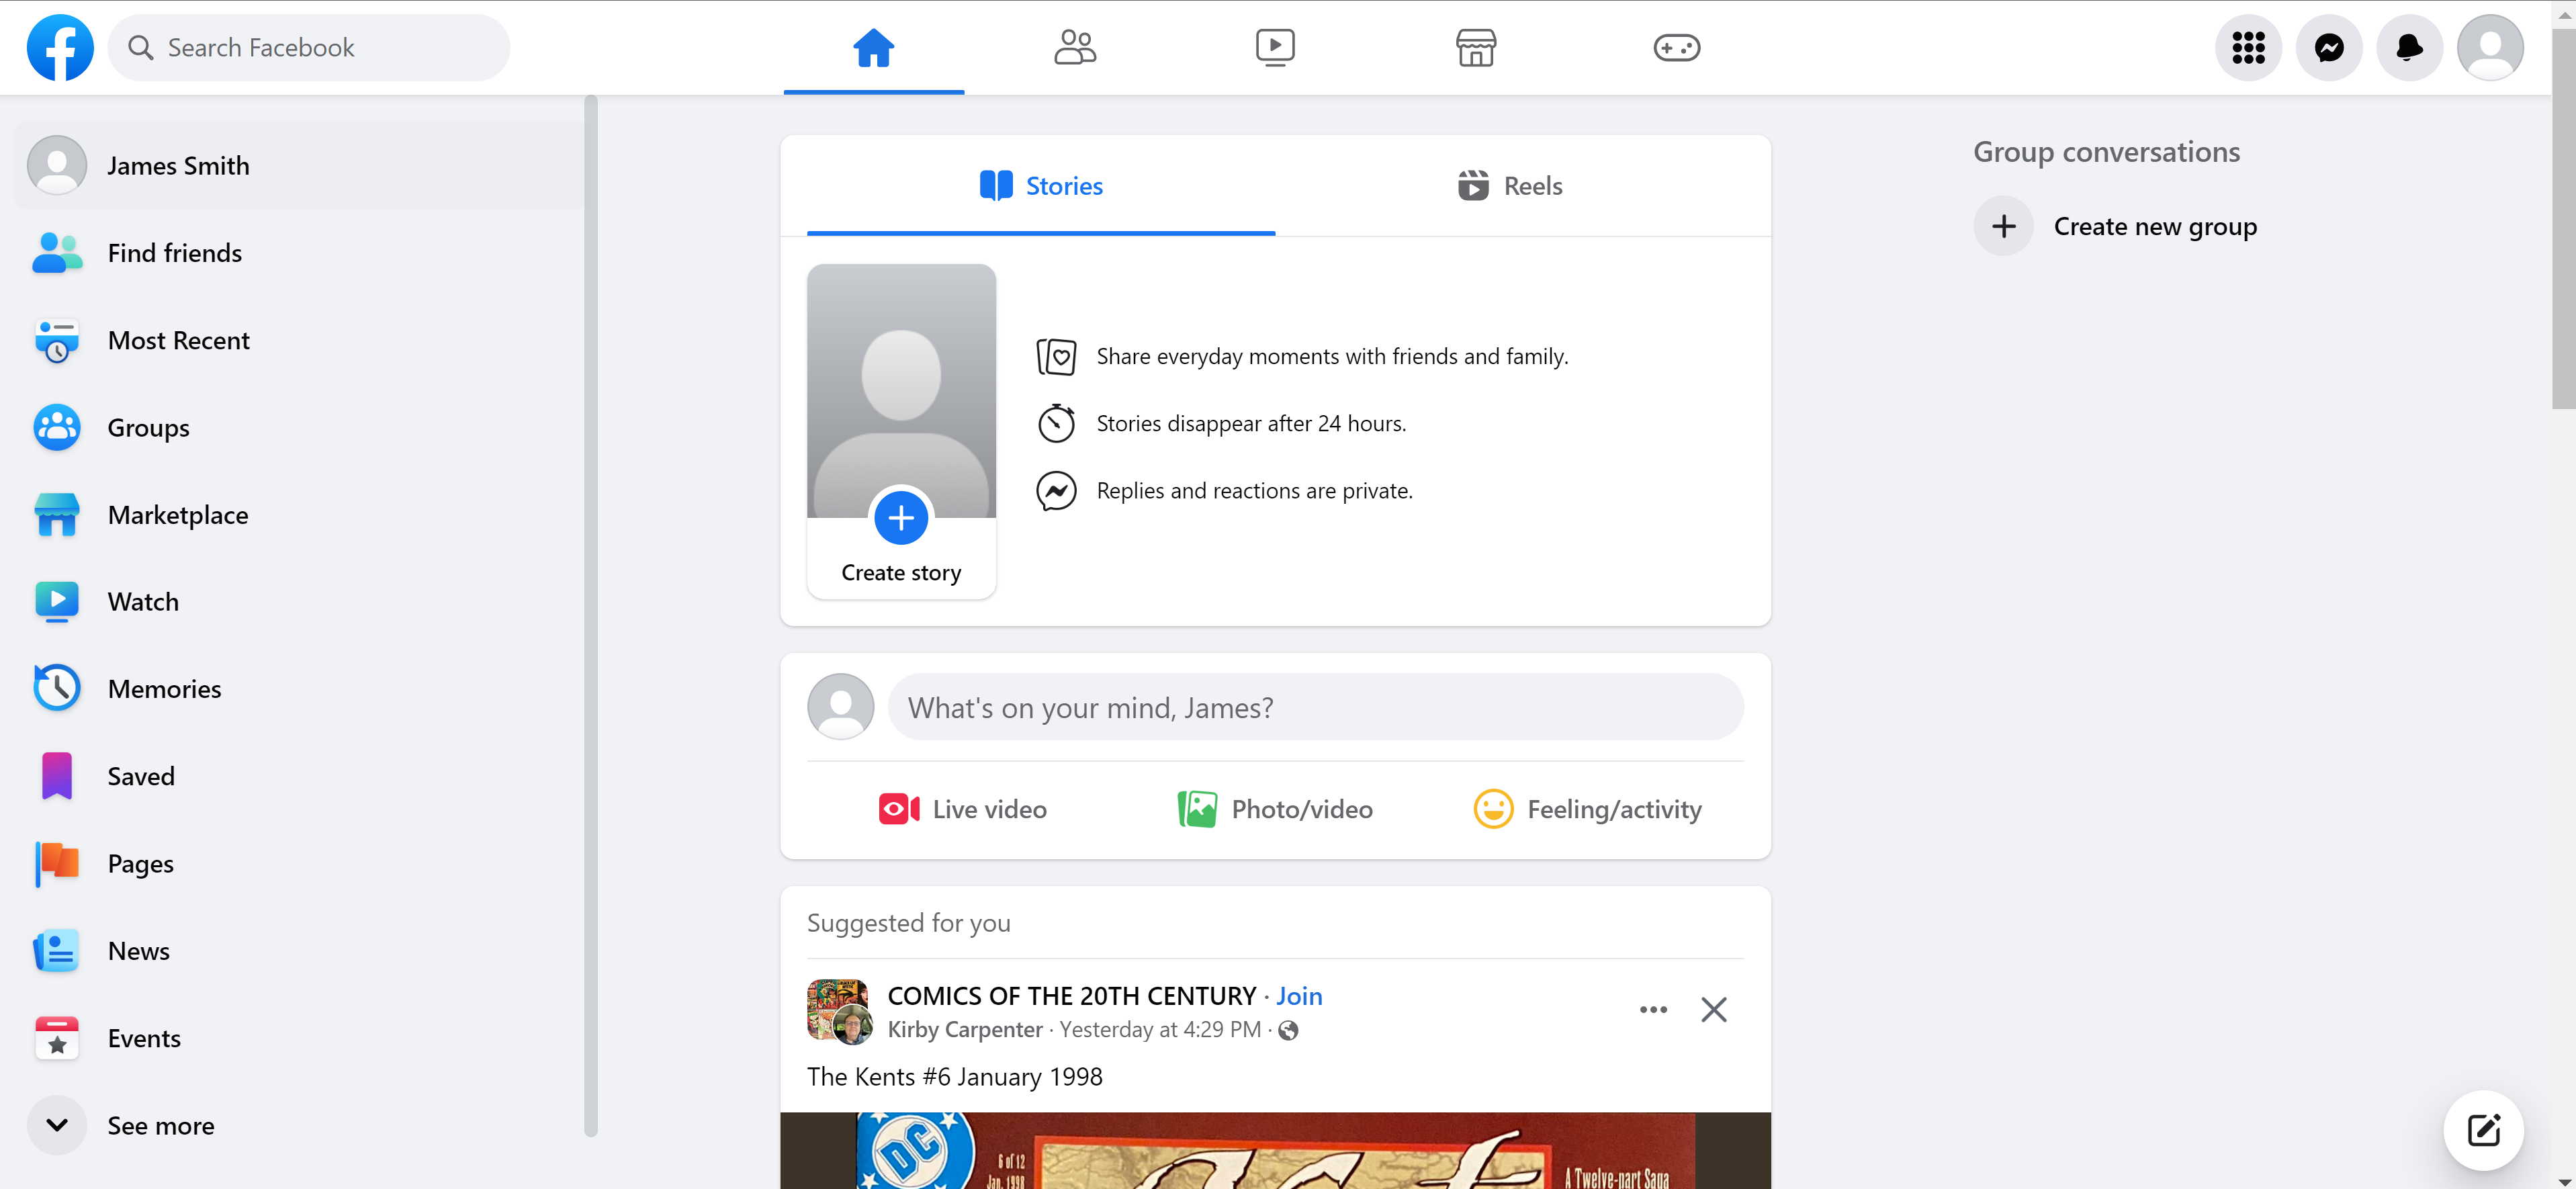 Search Facebook
James Smith
Find friends
Most Recent
Groups
Marketplace
Watch
Memories
Saved
Pages
News
Events
See more
Stories
Reels
Create story
Share everyday moments with friends and family.
Stories disappear after 24 hours.
Replies and reactions are private.
What's on your mind, James?
Live video
Photo/video
Feeling/activity
Suggested for you
COMICS OF THE 20TH CENTURY · Join
Kirby Carpenter · Yesterday at 4:29 PM ·
The Kents #6 January 1998
DC
6 of 12
Jan. 1998
A Twelve-part Saga
Group conversations
Create new group